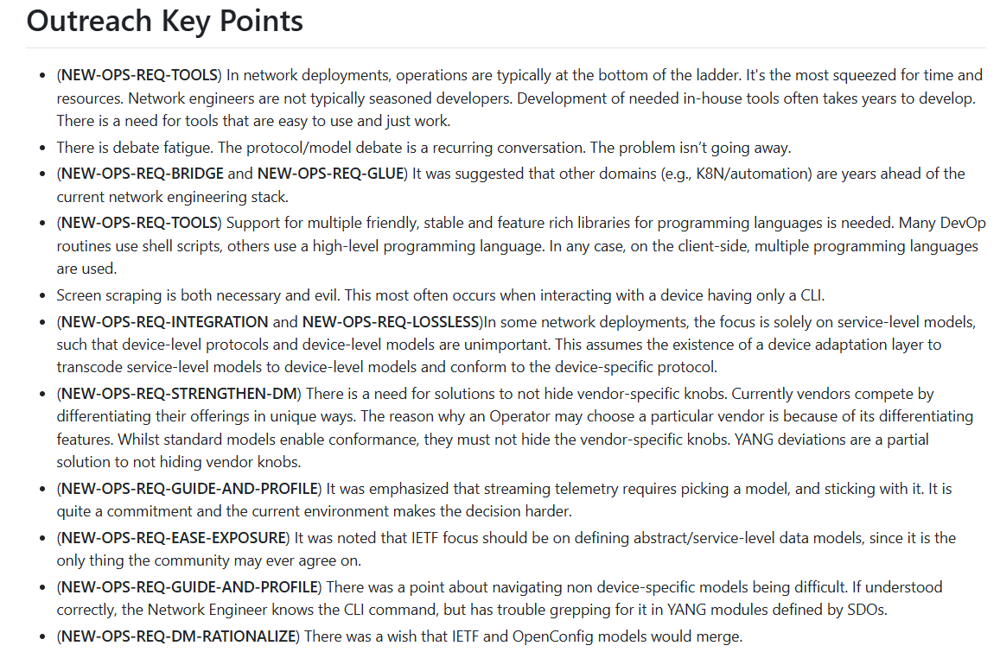 Outreach Key Points
(NEW-OPS-REQ-TOOLS) In network deployments, operations are typically at the bottom of the ladder. It's the most squeezed for time and
resources. Network engineers are not typically seasoned developers. Development of needed in-house tools often takes years to develop.
There is a need for tools that are easy to use and just work.
There is debate fatigue. The protocol/model debate is a recurring conversation. The problem isn’t going away.
(NEW-OPS-REQ-BRIDGE and NEW-OPS-REQ-GLUE) It was suggested that other domains (e.g., K8N/automation) are years ahead of the
current network engineering stack.
(NEW-OPS-REQ-TOOLS) Support for multiple friendly, stable and feature rich libraries for programming languages is needed. Many DevOp
routines use shell scripts, others use a high-level programming language. In any case, on the client-side, multiple programming languages
are used.
Screen scraping is both necessary and evil. This most often occurs when interacting with a device having only a CLI.
(NEW-OPS-REQ-INTEGRATION and NEW-OPS-REQ-LOSSLESS)In some network deployments, the focus is solely on service-level models,
such that device-level protocols and device-level models are unimportant. This assumes the existence of a device adaptation layer to
transcode service-level models to device-level models and conform to the device-specific protocol.
(NEW-OPS-REQ-STRENGTHEN-DM) There is a need for solutions to not hide vendor-specific knobs. Currently vendors compete by
differentiating their offerings in unique ways. The reason why an Operator may choose a particular vendor is because of its differentiating
features. Whilst standard models enable conformance, they must not hide the vendor-specific knobs. YANG deviations are a partial
solution to not hiding vendor knobs.
(NEW-OPS-REQ-GUIDE-AND-PROFILE) It was emphasized that streaming telemetry requires picking a model, and sticking with it. It is
quite a commitment and the current environment makes the decision harder.
(NEW-OPS-REQ-EASE-EXPOSURE) It was noted that IETF focus should be on defining abstract/service-level data models, since it is the
only thing the community may ever agree on.
(NEW-OPS-REQ-GUIDE-AND-PROFILE) There was a point about navigating non device-specific models being difficult. If understood
correctly, the Network Engineer knows the CLI command, but has trouble grepping for it in YANG modules defined by SDOs.
(NEW-OPS-REQ-DM-RATIONALIZE) There was a wish that IETF and OpenConfig models would merge.